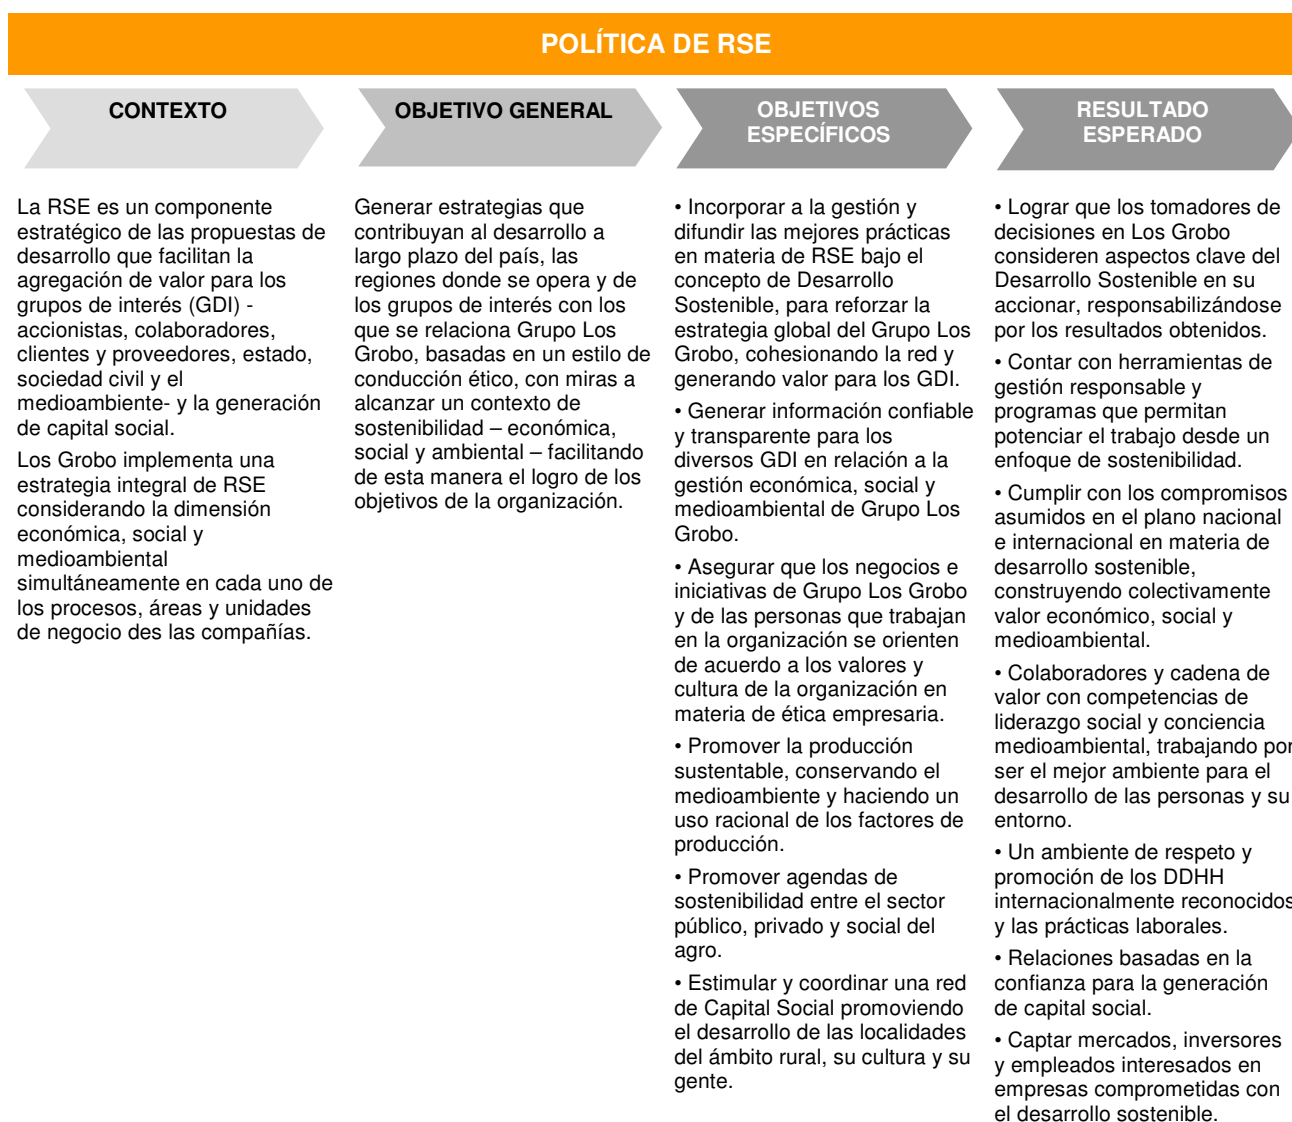 POLÍTICA DE RSE
CONTEXTO
La RSE es un componente
estratégico de las propuestas de
desarrollo que facilitan la
agregación de valor para los
grupos de interés (GDI) -
accionistas, colaboradores,
clientes y proveedores, estado,
sociedad civil y el
medioambiente- y la generación
de capital social.
Los Grobo implementa una
estrategia integral de RSE
considerando la dimensión
económica, social y
medioambiental
simultáneamente en cada uno de
los procesos, áreas y unidades
de negocio des las compañías.
OBJETIVO GENERAL
Generar estrategias que
contribuyan al desarrollo a
largo plazo del país, las
regiones donde se opera y de
los grupos de interés con los
que se relaciona Grupo Los
Grobo, basadas en un estilo de
conducción ético, con miras a
alcanzar un contexto de
sostenibilidad – económica,
social y ambiental – facilitando
de esta manera el logro de los
objetivos de la organización.
OBJETIVOS
ESPECÍFICOS
• Incorporar a la gestión y
difundir las mejores prácticas
en materia de RSE bajo el
concepto de Desarrollo
Sostenible, para reforzar la
estrategia global del Grupo Los
Grobo, cohesionando la red y
generando valor para los GDI.
• Generar información confiable
y transparente para los
diversos GDI en relación a la
gestión económica, social y
medioambiental de Grupo Los
Grobo.
• Asegurar que los negocios e
iniciativas de Grupo Los Grobo
y de las personas que trabajan
en la organización se orienten
de acuerdo a los valores y
cultura de la organización en
materia de ética empresaria.
• Promover la producción
sustentable, conservando el
medioambiente y haciendo un
uso racional de los factores de
producción.
• Promover agendas de
sostenibilidad entre el sector
público, privado y social del
agro.
• Estimular y coordinar una red
de Capital Social promoviendo
el desarrollo de las localidades
del ámbito rural, su cultura y su
gente.
RESULTADO
ESPERADO
• Lograr que los tomadores de
decisiones en Los Grobo
consideren aspectos clave del
Desarrollo Sostenible en su
accionar, responsabilizándose
por los resultados obtenidos.
• Contar con herramientas de
gestión responsable y
programas que permitan
potenciar el trabajo desde un
enfoque de sostenibilidad.
• Cumplir con los compromisos
asumidos en el plano nacional
e internacional en materia de
desarrollo sostenible,
construyendo colectivamente
valor económico, social y
medioambiental.
• Colaboradores y cadena de
valor con competencias de
liderazgo social y conciencia
medioambiental, trabajando por
ser el mejor ambiente para el
desarrollo de las personas y su
entorno.
• Un ambiente de respeto y
promoción de los DDHH
internacionalmente reconocidos
y las prácticas laborales.
• Relaciones basadas en la
confianza para la generación
de capital social.
• Captar mercados, inversores
y empleados interesados en
empresas comprometidas con
el desarrollo sostenible.